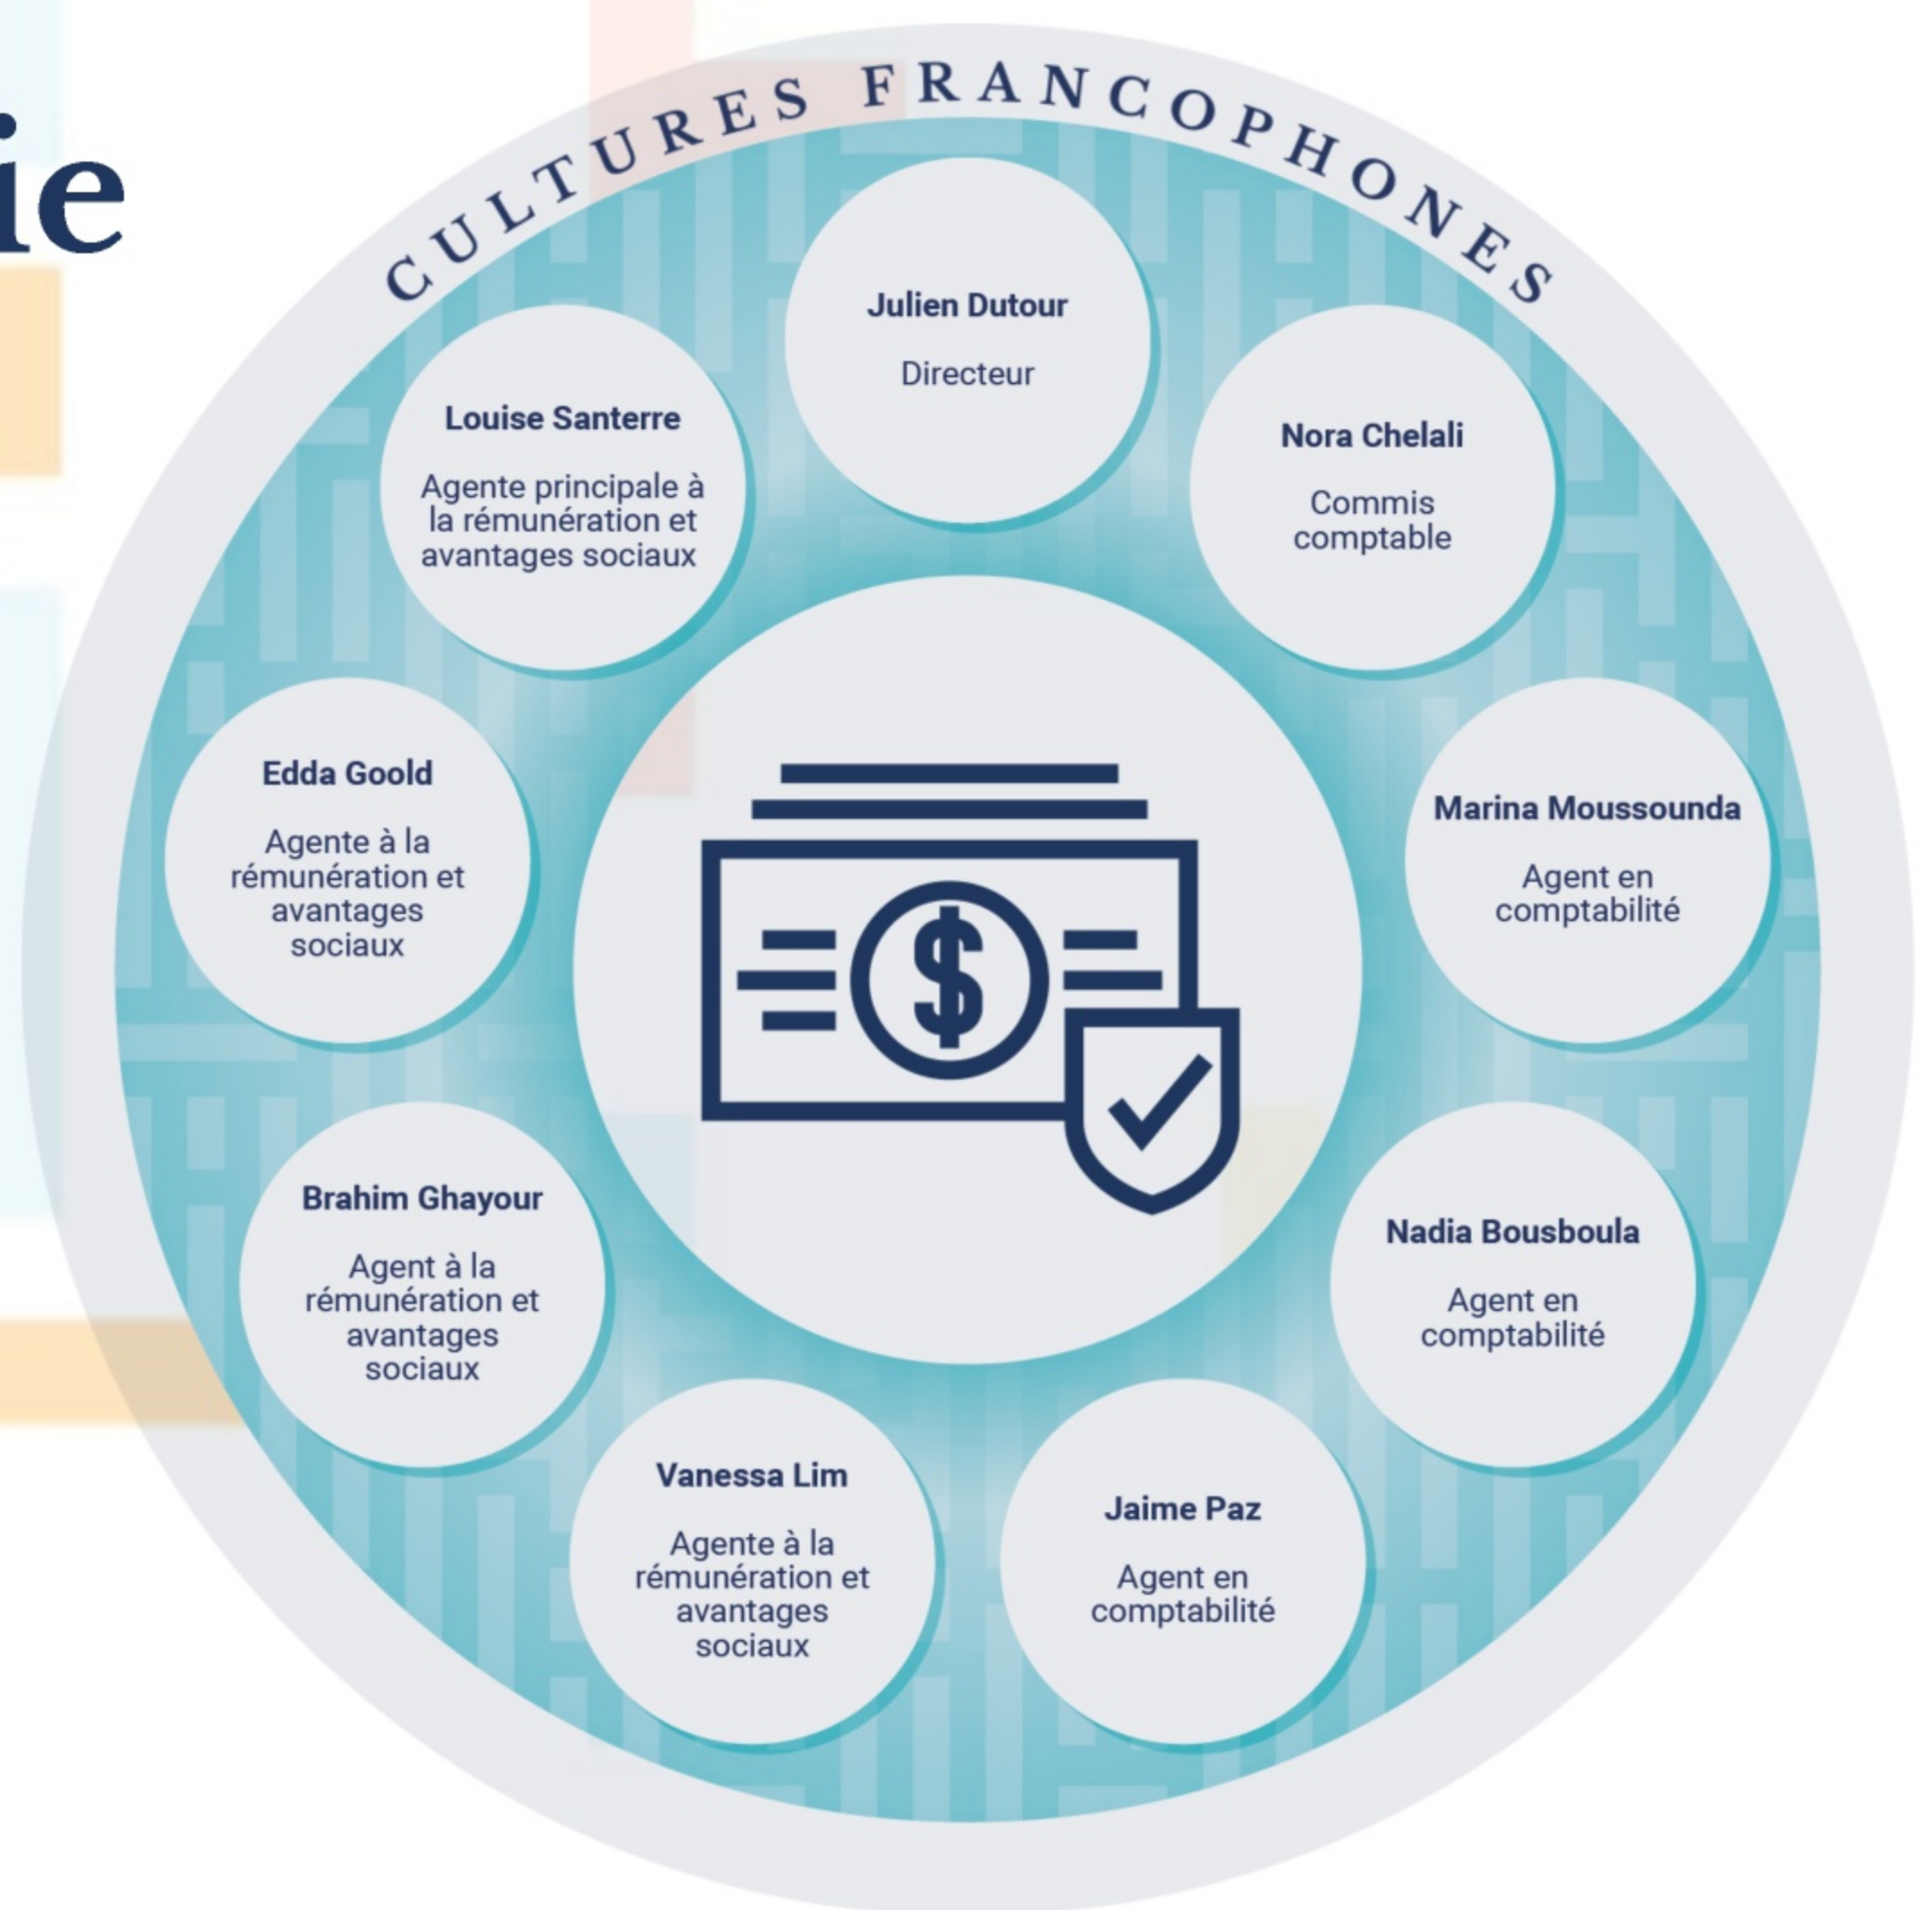 ie
CULTURES FRANCOPHONES
Julien Dutour
Directeur
Nora Chelali
Commis
comptable
Marina Moussounda
Agent en
comptabilité
Nadia Bousboula
Agent en
comptabilité
Jaime Paz
Agent en
comptabilité
Vanessa Lim
Agente à la
rémunération et
avantages
sociaux
Brahim Ghayour
Agent à la
rémunération et
avantages
sociaux
Edda Goold
Agente à la
rémunération et
avantages
sociaux
Louise Santerre
Agente principale à
la rémunération et
avantages sociaux
$